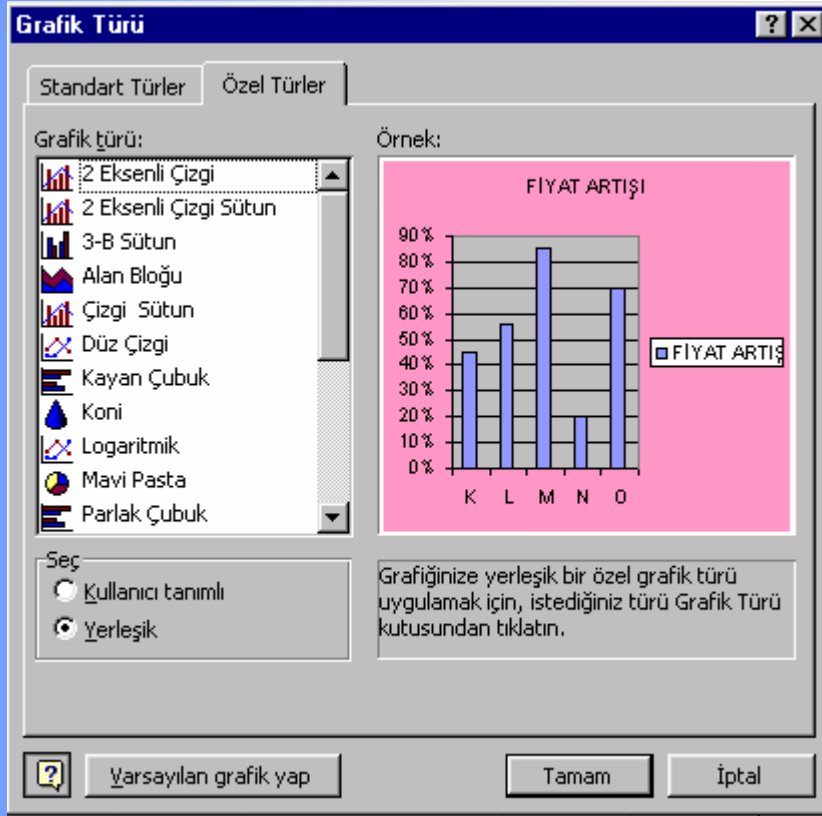 Grafik Türü
Standart Türler
Özel Türler
Grafik türü:
2 Eksenli Çizgi
2 Eksenli Çizgi Sütun
3-B Sütun
Alan Bloğu
Çizgi Sütun
Düz Çizgi
Kayan Çubuk
Koni
Logaritmik
Mavi Pasta
Parlak Çubuk
Örnek:
FİYAT ARTIŞI
90%
80%
70%
60%
50%
40%
30%
20%
10%
0%
K L M N O
FİYAT ARTIŞ
Seç
Kullanıcı tanımlı
Yerleşik
Grafiğinize yerleşik bir özel grafik türü
uygulamak için, istediğiniz türü Grafik Türü
kutusundan tıklatın.
Varsayılan grafik yap
Tamam
İptal